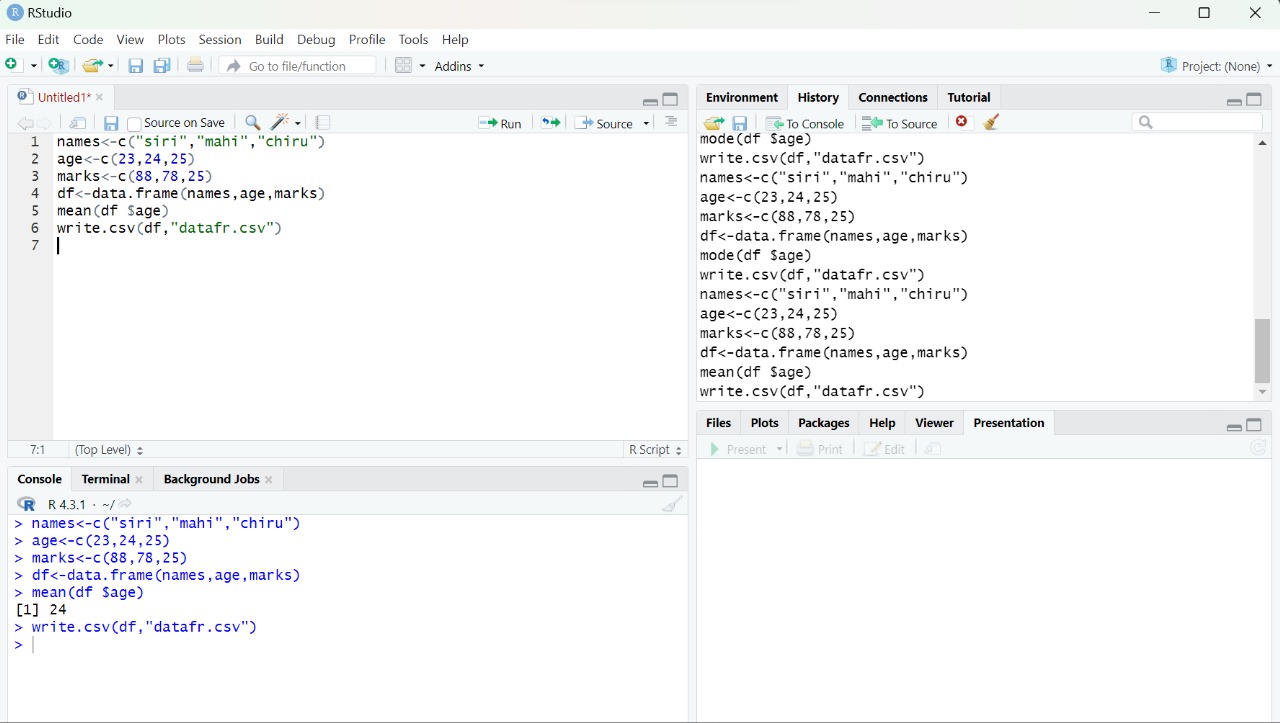 RStudio
File Edit Code View Plots Session Build Debug Profile Tools Help
Go to file/function Addins Project: (None)
Untitled1*
Source on Save Run Source
1 names<-c("siri","mahi","chiru")
2 age<-c(23,24,25)
3 marks<-c(88,78,25)
4 df<-data.frame(names,age,marks)
5 mean(df $age)
6 write.csv(df,"datafr.csv")
7
7:1 (Top Level) R Script
Console Terminal Background Jobs
R 4.3.1 · ~/
> names<-c("siri","mahi","chiru")
> age<-c(23,24,25)
> marks<-c(88,78,25)
> df<-data.frame(names,age,marks)
> mean(df $age)
[1] 24
> write.csv(df,"datafr.csv")
>
Environment History Connections Tutorial
To Console To Source
mode(df $age)
write.csv(df,"datafr.csv")
names<-c("siri","mahi","chiru")
age<-c(23,24,25)
marks<-c(88,78,25)
df<-data.frame(names,age,marks)
mode(df $age)
write.csv(df,"datafr.csv")
names<-c("siri","mahi","chiru")
age<-c(23,24,25)
marks<-c(88,78,25)
df<-data.frame(names,age,marks)
mean(df $age)
write.csv(df,"datafr.csv")
Files Plots Packages Help Viewer Presentation
Present Print Edit